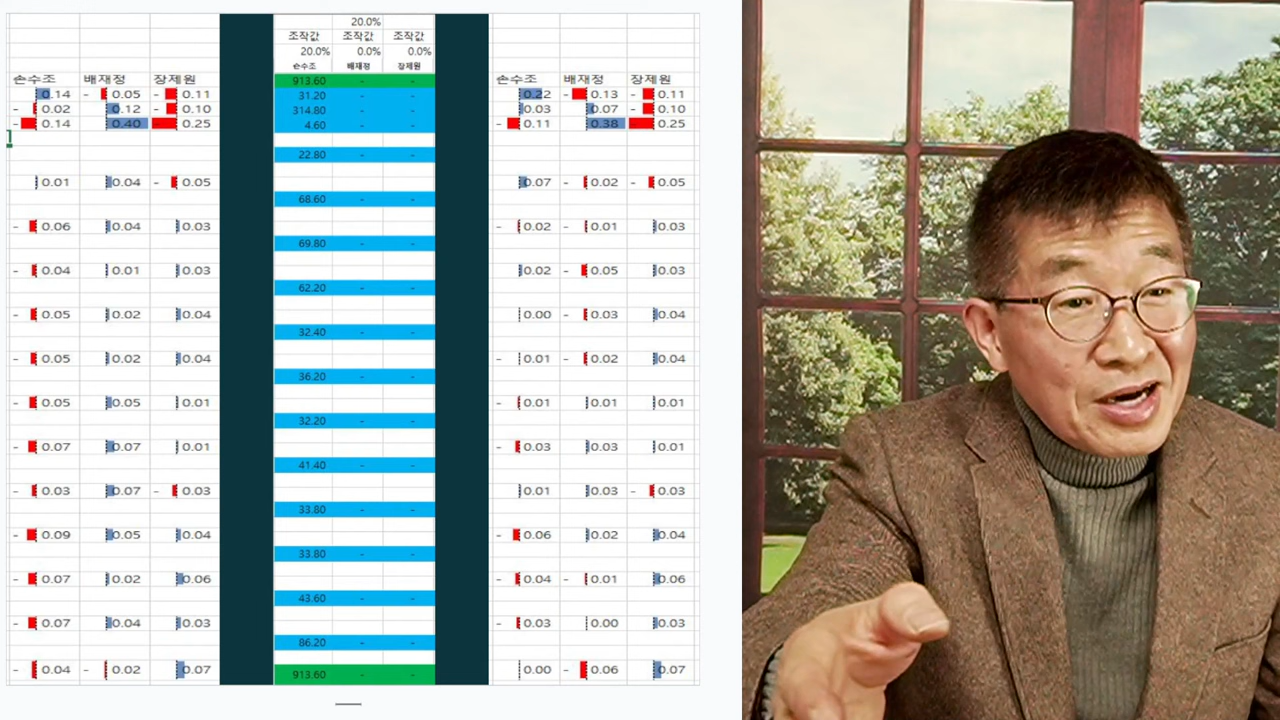 20.0%
조작값 조작값 조작값
20.0% 0.0% 0.0%
손수조 배재정 장제원
손수조 배재정 장제원 913.60 - - 손수조 배재정 장제원
0.14 - 0.05 - 0.11 31.20 - - 0.22 - 0.13 - 0.11
- 0.02 0.12 - 0.10 314.80 - - 0.03 0.07 - 0.10
- 0.14 0.40 - 0.25 4.60 - - - 0.11 0.38 - 0.25
22.80 - -
0.01 0.04 - 0.05 0.07 - 0.02 - 0.05
68.60 - -
- 0.06 0.04 0.03 - 0.02 - 0.01 0.03
69.80 - -
- 0.04 0.01 0.03 0.02 - 0.05 0.03
62.20 - -
- 0.05 0.02 0.04 0.00 - 0.03 0.04
32.40 - -
- 0.05 0.02 0.04 - 0.01 - 0.02 0.04
36.20 - -
- 0.05 0.05 0.01 - 0.01 0.01 0.01
32.20 - -
- 0.07 0.07 0.01 - 0.03 0.03 0.01
41.40 - -
- 0.03 0.07 - 0.03 0.01 0.03 - 0.03
33.80 - -
- 0.09 0.05 0.04 - 0.06 0.02 0.04
33.80 - -
- 0.07 0.02 0.06 - 0.04 - 0.01 0.06
43.60 - -
- 0.07 0.04 0.03 - 0.03 0.00 0.03
86.20 - -
- 0.04 - 0.02 0.07 913.60 - - 0.00 - 0.06 0.07